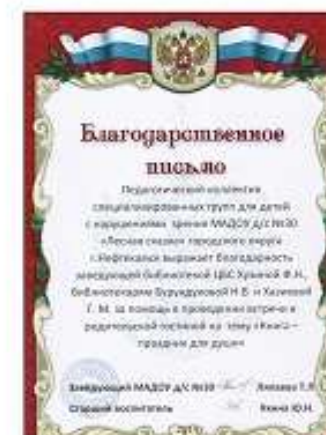 Благодарственное
письмо
Педагогический коллектив
специализированных групп для детей
с нарушениями зрения МАДОУ д/с №30
«Лесная сказка» городского округа
г.Нефтекамск выражает благодарность
заведующей библиотекой ЦБС Ф.Н.,
библиотекарям Бурундуковой Н.В. и
Г. М. за помощь в проведении встречи в
родительской гостиной на тему «Книга –
праздник для души»
Заведующий МАДОУ д/с №30
Старший воспитатель Якина Ю.Н.